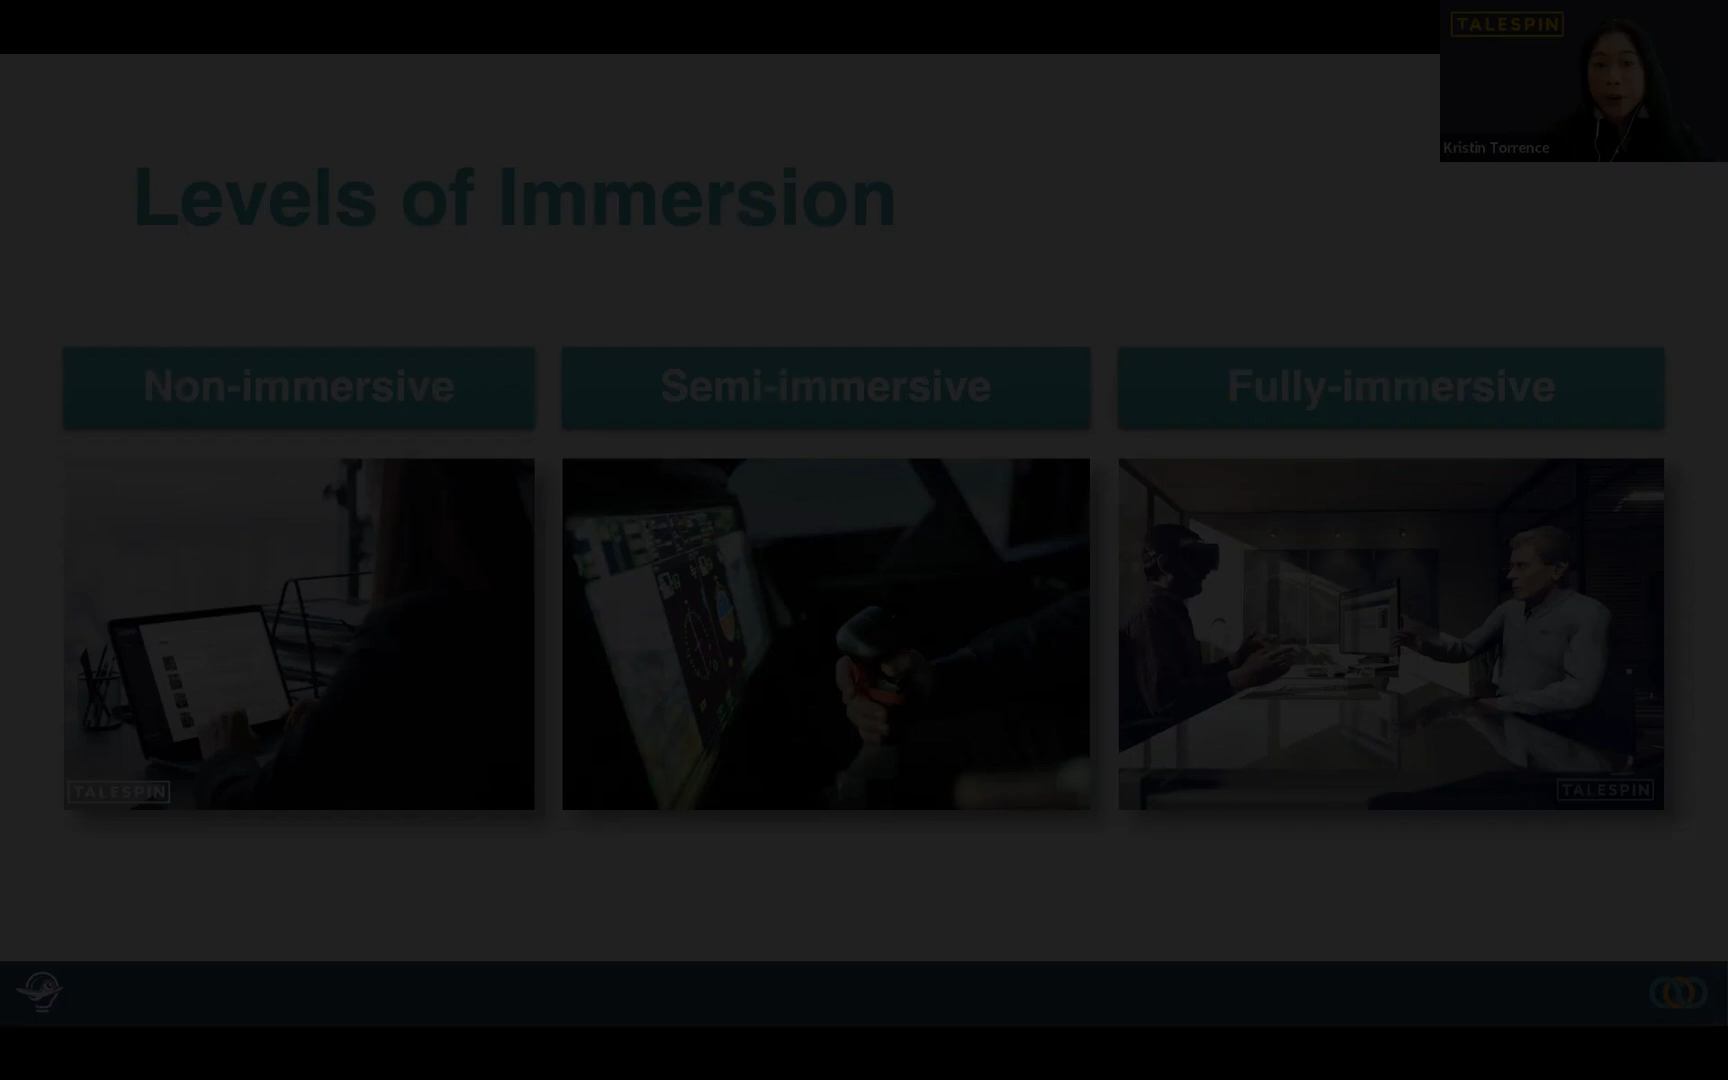 TALESPIN
Kristin Torrence
Levels of Immersion
Non-immersive
Semi-immersive
Fully-immersive
TALESPIN
TALESPIN